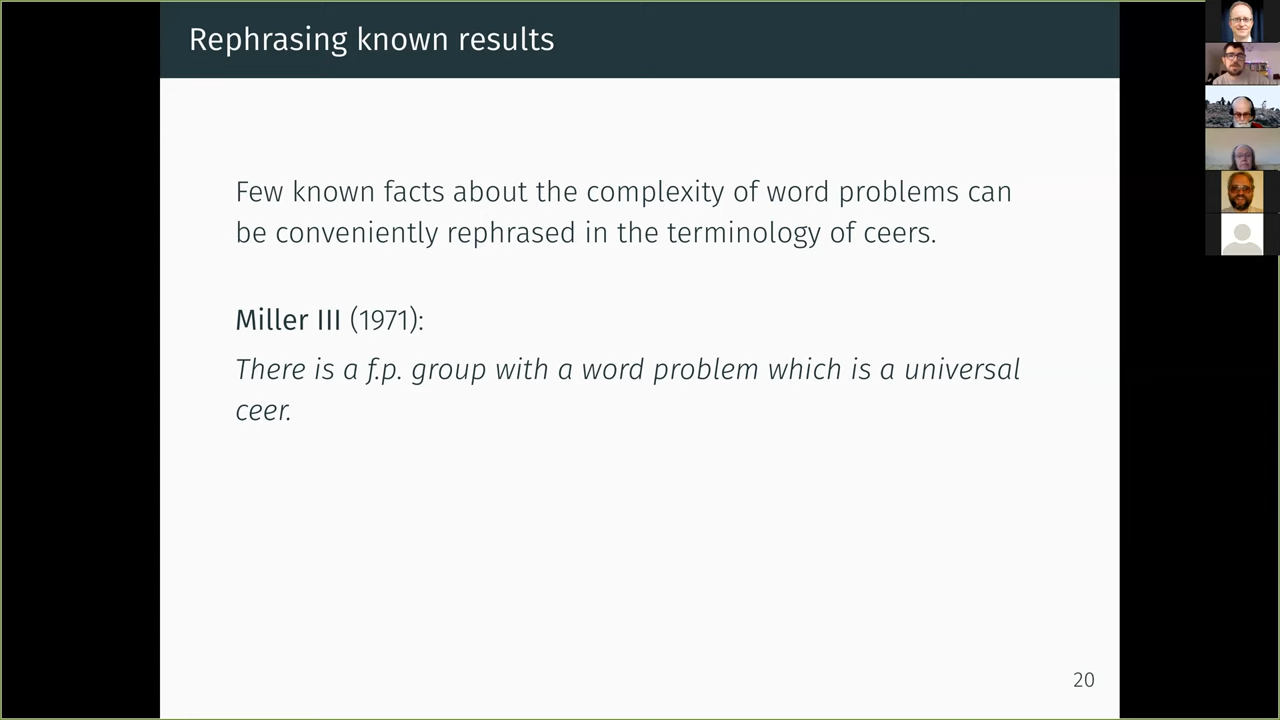 Rephrasing known results
Few known facts about the complexity of word problems can
be conveniently rephrased in the terminology of ceers.
Miller III (1971):
There is a f.p. group with a word problem which is a universal
ceer.
20